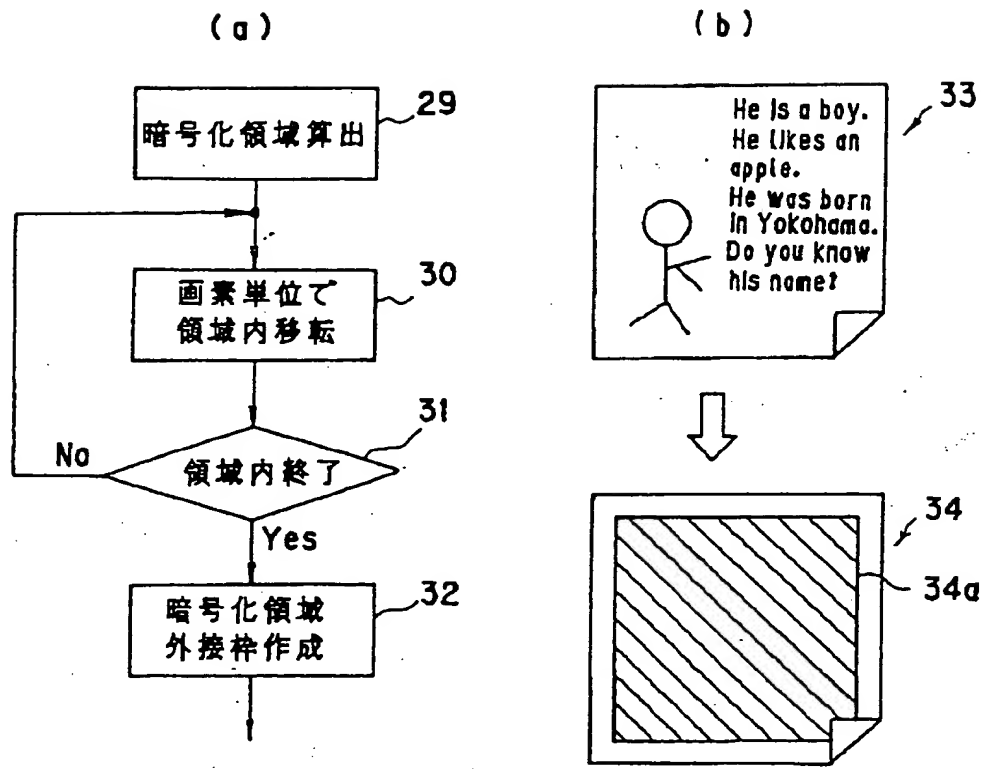 (a)
暗号化領域算出
29
画素単位で
領域内移転
30
領域内終了
31
No
Yes
暗号化領域
外接枠作成
32
(b)
He is a boy.
He likes an
apple.
He was born
in Yokohama.
Do you know
his name?
33
34
34a